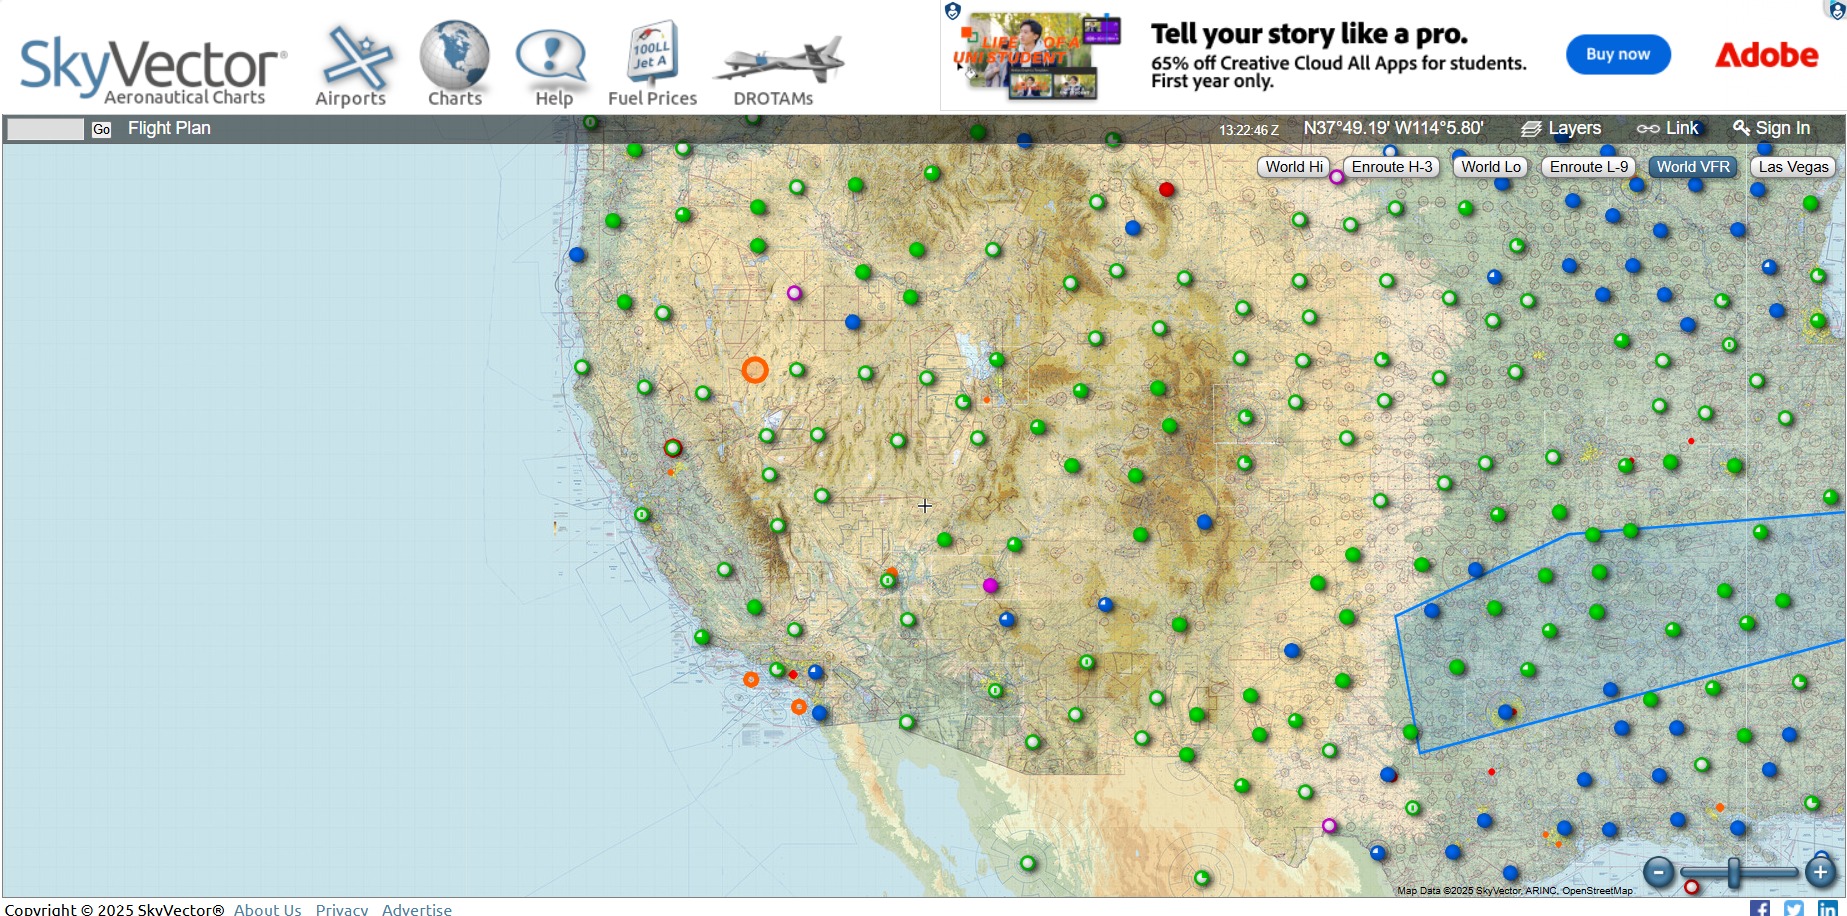 SkyVector®
Aeronautical Charts
Airports
Charts
Help
100LL
Jet A
Fuel Prices
DROTAMs
LIFE OF A
UNI STUDENT
Tell your story like a pro.
65% off Creative Cloud All Apps for students.
First year only.
Buy now
Adobe
Go
Flight Plan
13:22:46 Z
N37°49.19' W114°5.80'
Layers
Link
Sign In
World Hi
Enroute H-3
World Lo
Enroute L-9
World VFR
Las Vegas
Map Data ©2025 SkyVector, ARINC, OpenStreetMap
Copyright © 2025 SkyVector® About Us Privacy Advertise